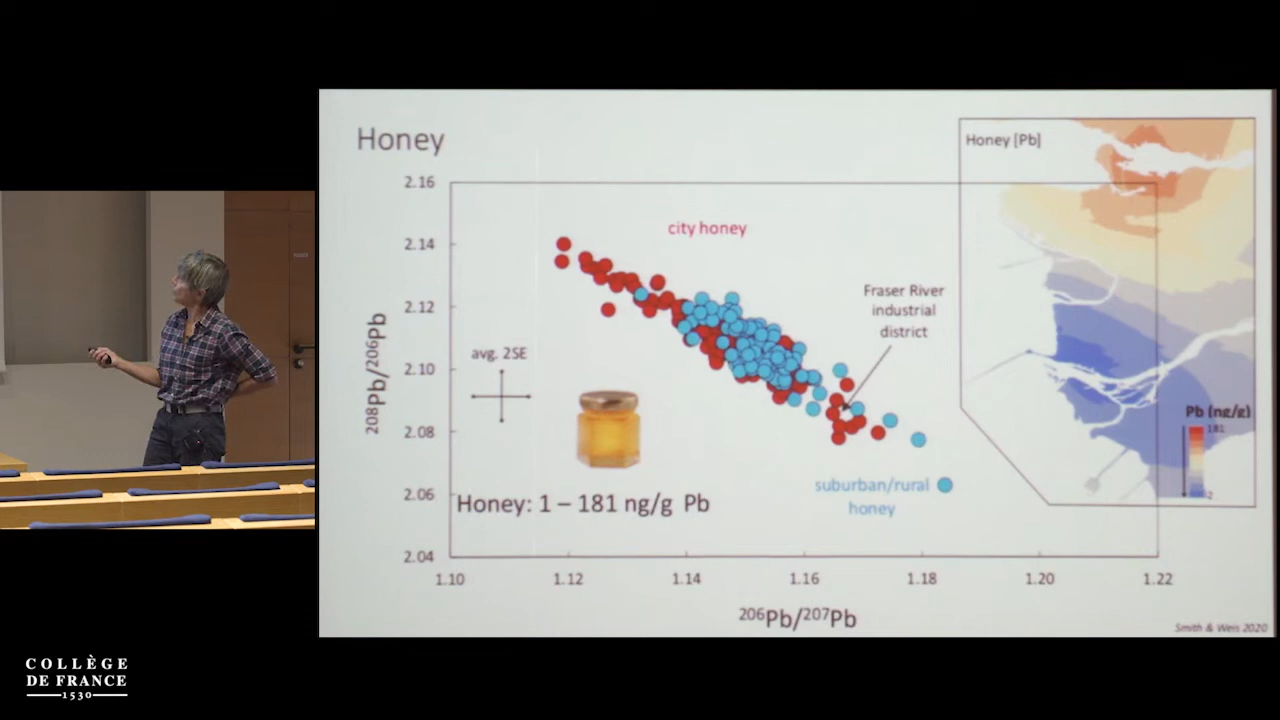 Honey
Honey [Pb]
2.16
2.14
2.12
2.10
2.08
2.06
2.04
208Pb/206Pb
city honey
Fraser River
industrial
district
avg. 2SE
Honey: 1 – 181 ng/g Pb
suburban/rural
honey
Pb (ng/g)
181
2
1.10
1.12
1.14
1.16
1.18
1.20
1.22
206Pb/207Pb
Smith & Weis 2020
COLLÈGE
DE FRANCE
1530